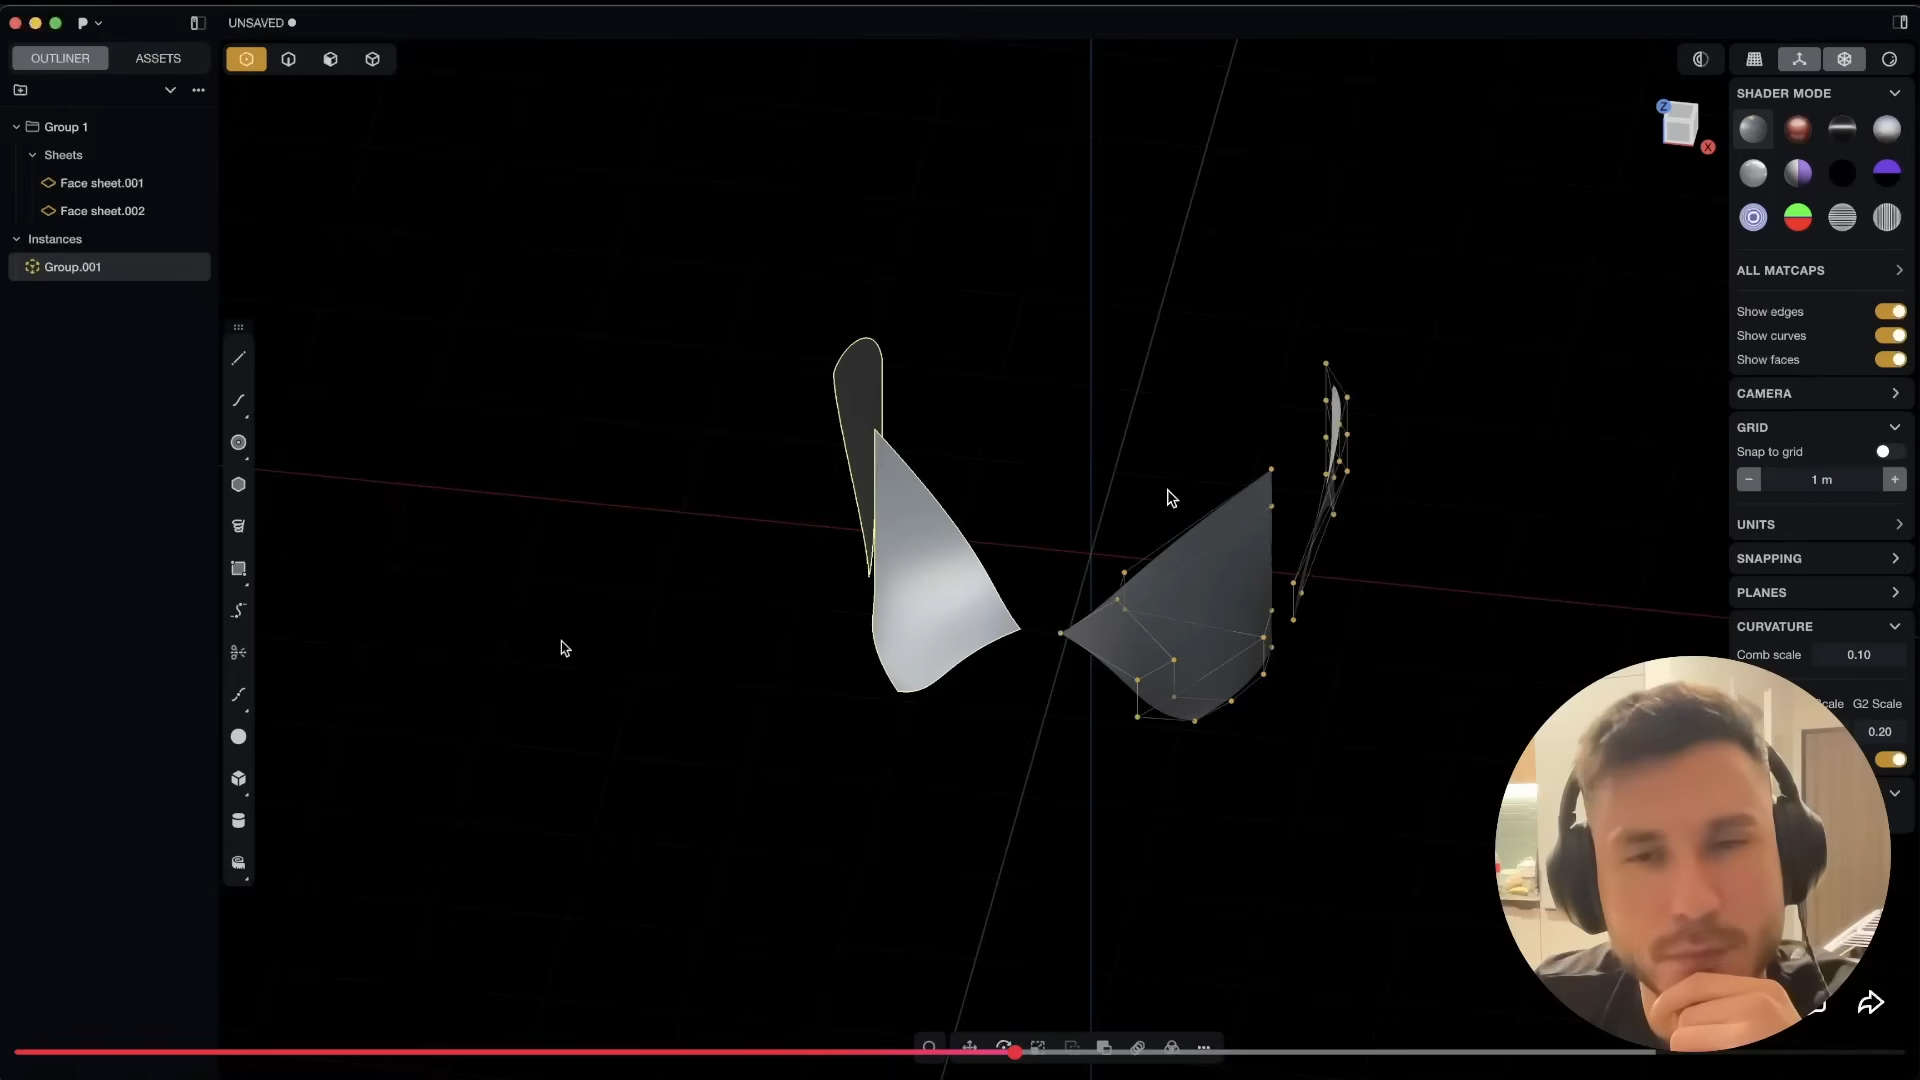 UNSAVED
OUTLINER ASSETS
Group 1
Sheets
Face sheet.001
Face sheet.002
Instances
Group.001
Z
X
SHADER MODE
ALL MATCAPS
Show edges
Show curves
Show faces
CAMERA
GRID
Snap to grid
1 m
UNITS
SNAPPING
PLANES
CURVATURE
Comb scale 0.10
cale G2 Scale
0.20